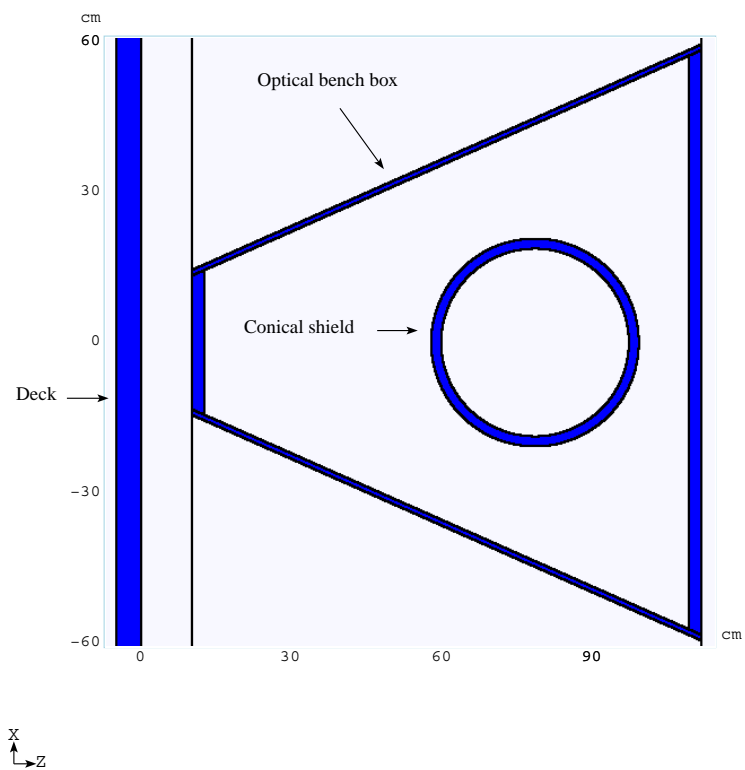 cm
60
Optical bench box
30
Conical shield
0
Deck
−30
−60
cm
0 30 60 90
X
Z